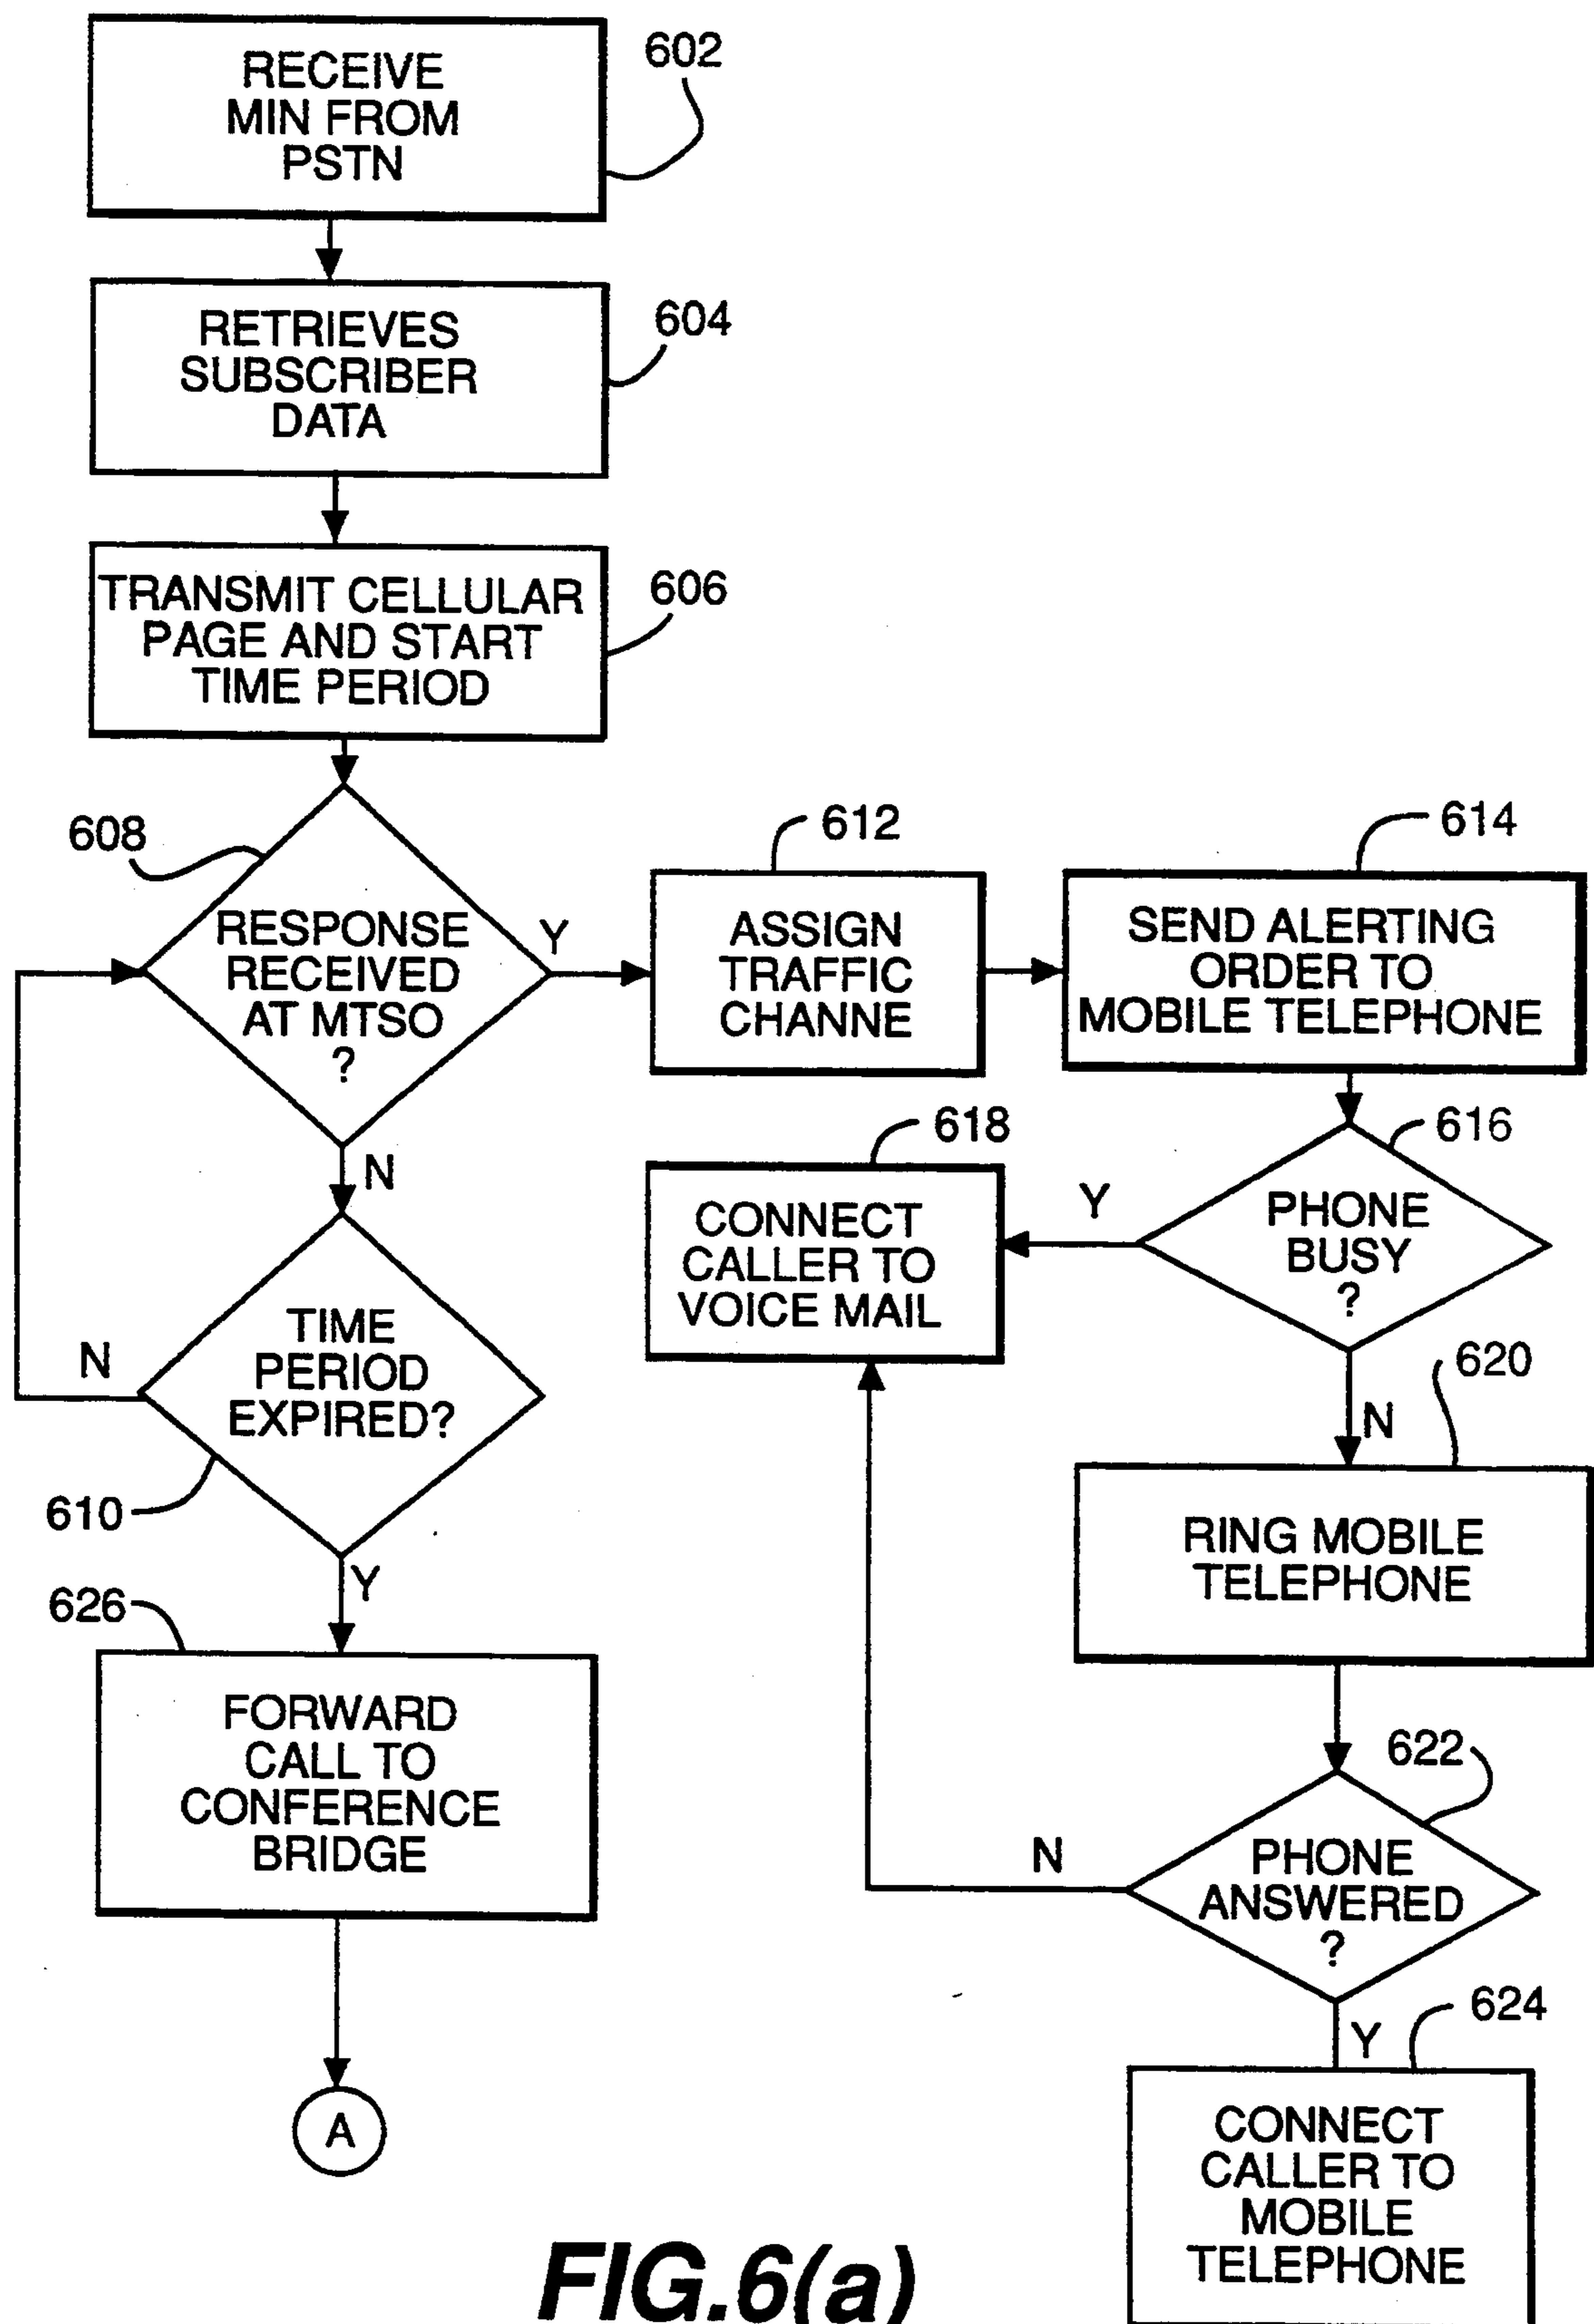 RECEIVE
MIN FROM
PSTN
602
RETRIEVES
SUBSCRIBER
DATA
604
TRANSMIT CELLULAR
PAGE AND START
TIME PERIOD
606
608
RESPONSE
RECEIVED
AT MTSO
?
Y
N
612
ASSIGN
TRAFFIC
CHANNE
614
SEND ALERTING
ORDER TO
MOBILE TELEPHONE
616
PHONE
BUSY
?
Y
N
618
CONNECT
CALLER TO
VOICE MAIL
TIME
PERIOD
EXPIRED?
N
610
Y
620
RING MOBILE
TELEPHONE
622
PHONE
ANSWERED
?
N
Y
624
CONNECT
CALLER TO
MOBILE
TELEPHONE
626
FORWARD
CALL TO
CONFERENCE
BRIDGE
A
FIG.6(a)